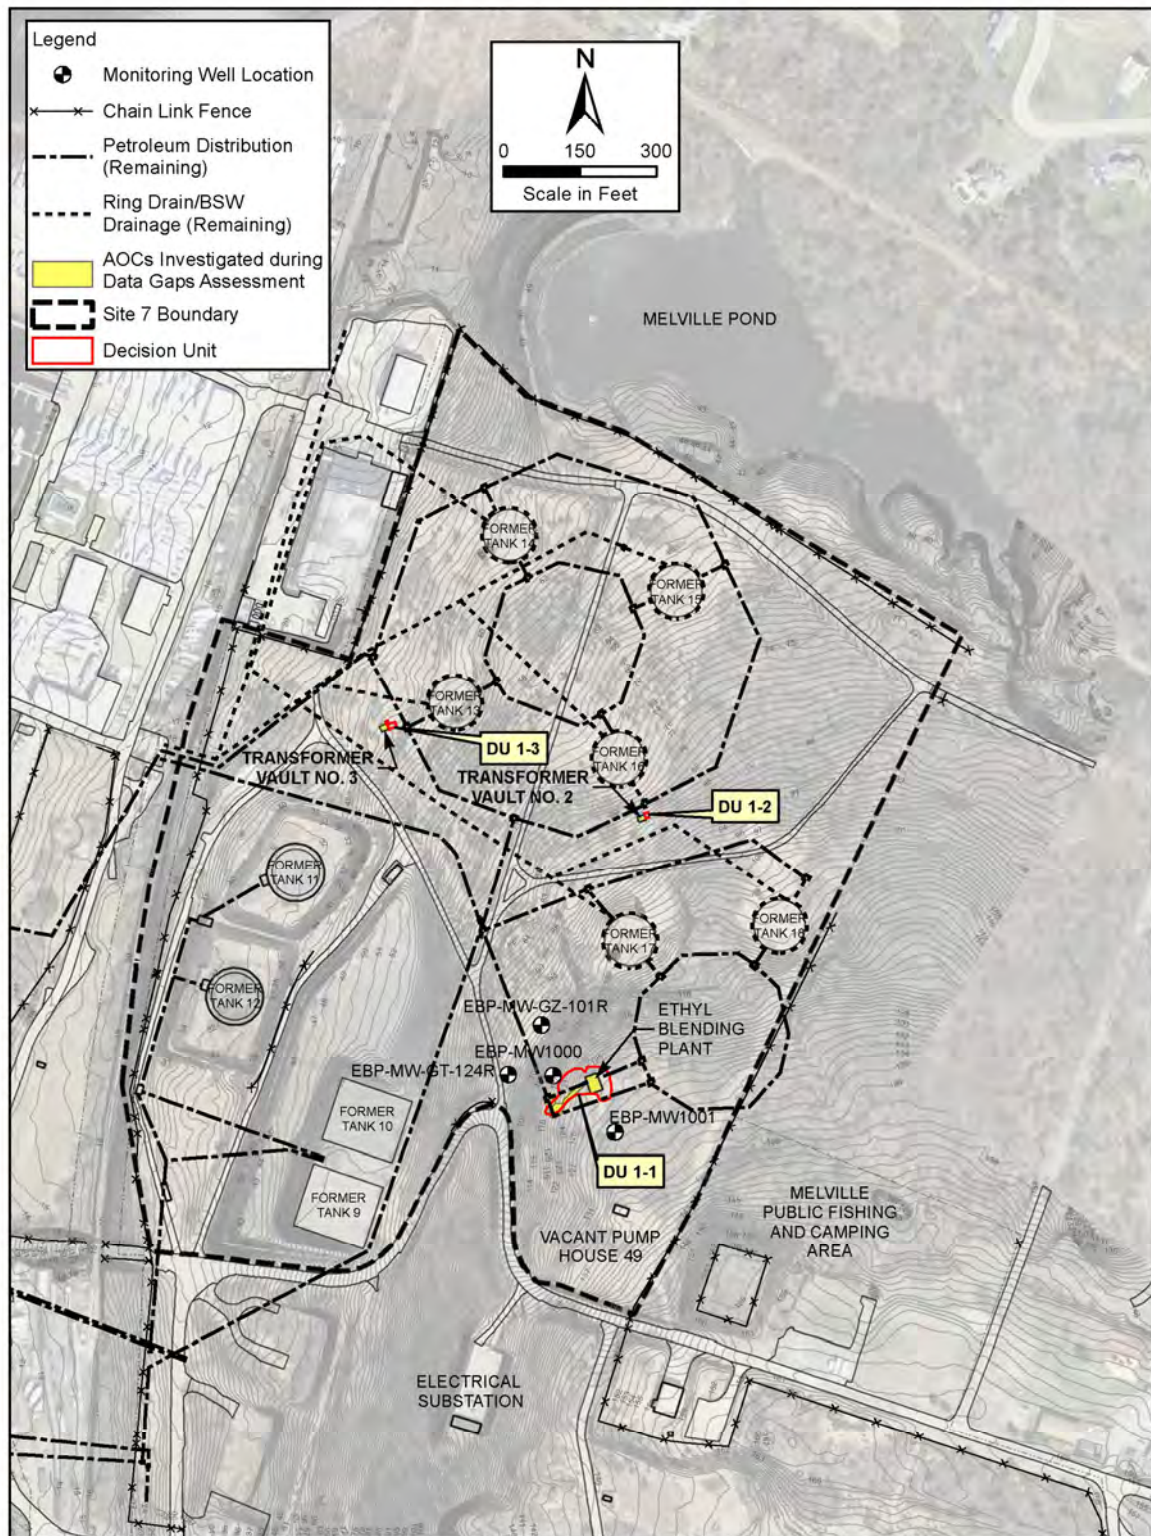 Legend
Monitoring Well Location
Chain Link Fence
Petroleum Distribution
(Remaining)
Ring Drain/BSW
Drainage (Remaining)
AOCs Investigated during
Data Gaps Assessment
Site 7 Boundary
Decision Unit
N
0 150 300
Scale in Feet
MELVILLE POND
FORMER
TANK 14
FORMER
TANK 15
FORMER
TANK 13
DU 1-3
TRANSFORMER
VAULT NO. 3
FORMER
TANK 16
TRANSFORMER
VAULT NO. 2
DU 1-2
FORMER
TANK 11
FORMER
TANK 17
FORMER
TANK 18
FORMER
TANK 12
EBP-MW-GZ-101R
ETHYL
BLENDING
PLANT
EBP-MW1000
EBP-MW-GT-124R
FORMER
TANK 10
EBP-MW1001
DU 1-1
FORMER
TANK 9
MELVILLE
PUBLIC FISHING
AND CAMPING
AREA
VACANT PUMP
HOUSE 49
ELECTRICAL
SUBSTATION